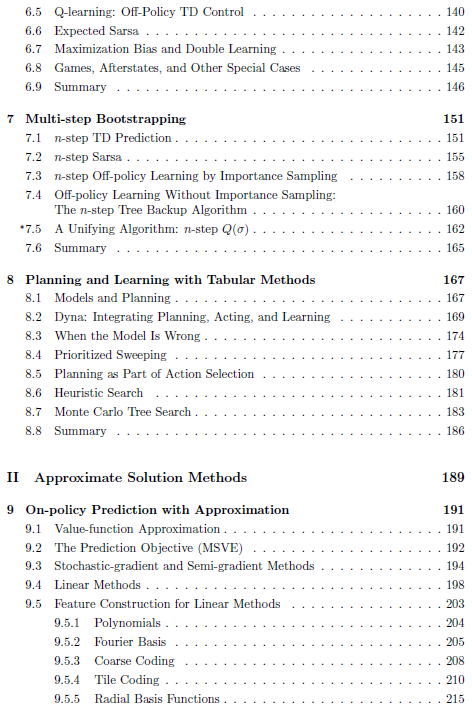 6.5 Q-learning: Off-Policy TD Control . . . . . . . . . . . . . . . . . . . . 140
6.6 Expected Sarsa . . . . . . . . . . . . . . . . . . . . . . . . . . . . 142
6.7 Maximization Bias and Double Learning . . . . . . . . . . . . . . . . . 143
6.8 Games, Afterstates, and Other Special Cases . . . . . . . . . . . . . . 145
6.9 Summary . . . . . . . . . . . . . . . . . . . . . . . . . . . . . . . 146
7 Multi-step Bootstrapping 151
7.1 n-step TD Prediction . . . . . . . . . . . . . . . . . . . . . . . . . 151
7.2 n-step Sarsa . . . . . . . . . . . . . . . . . . . . . . . . . . . . . 155
7.3 n-step Off-policy Learning by Importance Sampling . . . . . . . . . . . 158
7.4 Off-policy Learning Without Importance Sampling:
The n-step Tree Backup Algorithm . . . . . . . . . . . . . . . . . . . . 160
*7.5 A Unifying Algorithm: n-step Q(σ) . . . . . . . . . . . . . . . . . . . 162
7.6 Summary . . . . . . . . . . . . . . . . . . . . . . . . . . . . . . . 165
8 Planning and Learning with Tabular Methods 167
8.1 Models and Planning . . . . . . . . . . . . . . . . . . . . . . . . . . 167
8.2 Dyna: Integrating Planning, Acting, and Learning . . . . . . . . . . . . 169
8.3 When the Model Is Wrong . . . . . . . . . . . . . . . . . . . . . . . . 174
8.4 Prioritized Sweeping . . . . . . . . . . . . . . . . . . . . . . . . . 177
8.5 Planning as Part of Action Selection . . . . . . . . . . . . . . . . . . 180
8.6 Heuristic Search . . . . . . . . . . . . . . . . . . . . . . . . . . . 181
8.7 Monte Carlo Tree Search . . . . . . . . . . . . . . . . . . . . . . . . 183
8.8 Summary . . . . . . . . . . . . . . . . . . . . . . . . . . . . . . . 186
II Approximate Solution Methods 189
9 On-policy Prediction with Approximation 191
9.1 Value-function Approximation . . . . . . . . . . . . . . . . . . . . . . 191
9.2 The Prediction Objective (MSVE) . . . . . . . . . . . . . . . . . . . . 192
9.3 Stochastic-gradient and Semi-gradient Methods . . . . . . . . . . . . . 194
9.4 Linear Methods . . . . . . . . . . . . . . . . . . . . . . . . . . . . 198
9.5 Feature Construction for Linear Methods . . . . . . . . . . . . . . . . 203
9.5.1 Polynomials . . . . . . . . . . . . . . . . . . . . . . . . . . . . 204
9.5.2 Fourier Basis . . . . . . . . . . . . . . . . . . . . . . . . . . . 205
9.5.3 Coarse Coding . . . . . . . . . . . . . . . . . . . . . . . . . . . 208
9.5.4 Tile Coding . . . . . . . . . . . . . . . . . . . . . . . . . . . . 210
9.5.5 Radial Basis Functions . . . . . . . . . . . . . . . . . . . . . . . 215